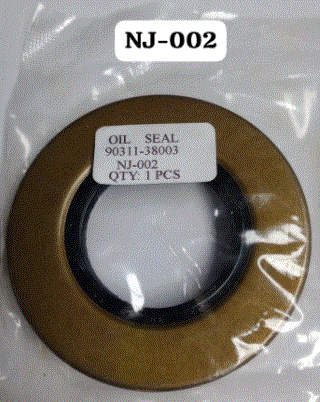 NJ-002
OIL SEAL
90311-38003
NJ-002
QTY: 1 PCS